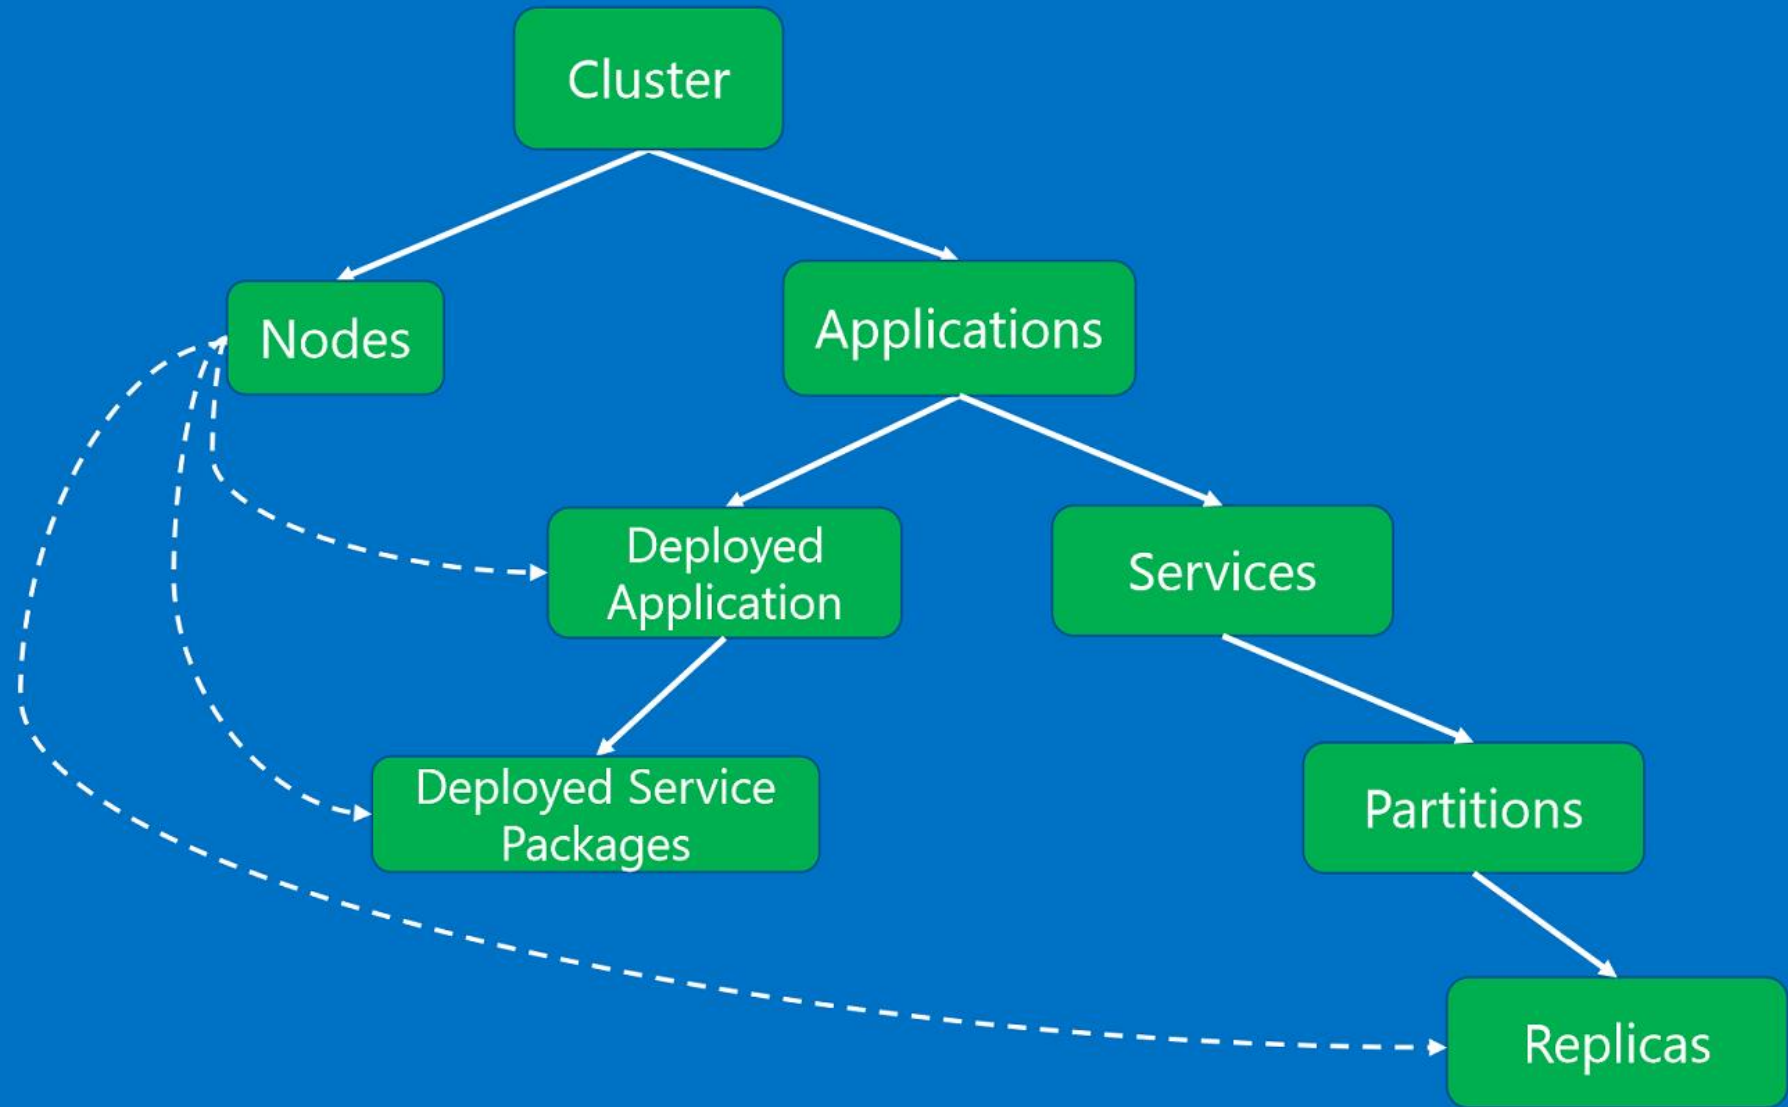 Cluster
Nodes
Applications
Deployed
Application
Services
Deployed Service
Packages
Partitions
Replicas